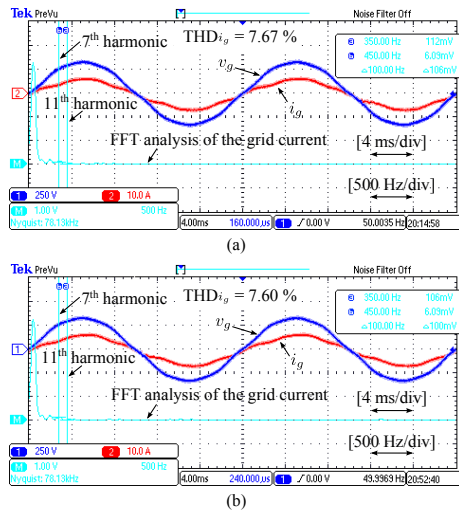 Tek PreVu Noise Filter Off
7th harmonic
THDig = 7.67 %
350.00 Hz 112mV
450.00 Hz 6.03mV
△100.00 Hz △106mV
vg
2
11th harmonic
ig
FFT analysis of the grid current
[4 ms/div]
M
[500 Hz/div]
1 250 V 2 10.0 A
M 1.00 V 500 Hz
Nyquist: 78.13kHz
4.00ms 160.000µs 1 / 0.00 V 50.0035 Hz 20:14:58
(a)
Tek PreVu Noise Filter Off
7th harmonic
THDig = 7.60 %
350.00 Hz 106mV
450.00 Hz 6.03mV
△100.00 Hz △100mV
vg
1
11th harmonic
ig
FFT analysis of the grid current
[4 ms/div]
M
[500 Hz/div]
1 250 V 2 10.0 A
M 1.00 V 500 Hz
Nyquist: 78.13kHz
4.00ms 240.000µs 1 / 0.00 V 49.9969 Hz 20:52:40
(b)